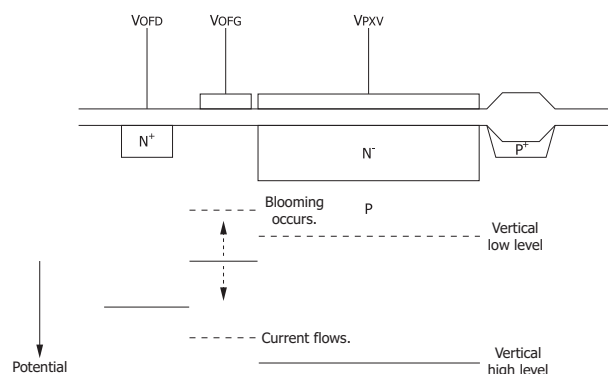 VOFD
VOFG
VPXV
N+
N-
P+
Blooming
occurs.
P
Vertical
low level
Current flows.
Potential
Vertical
high level